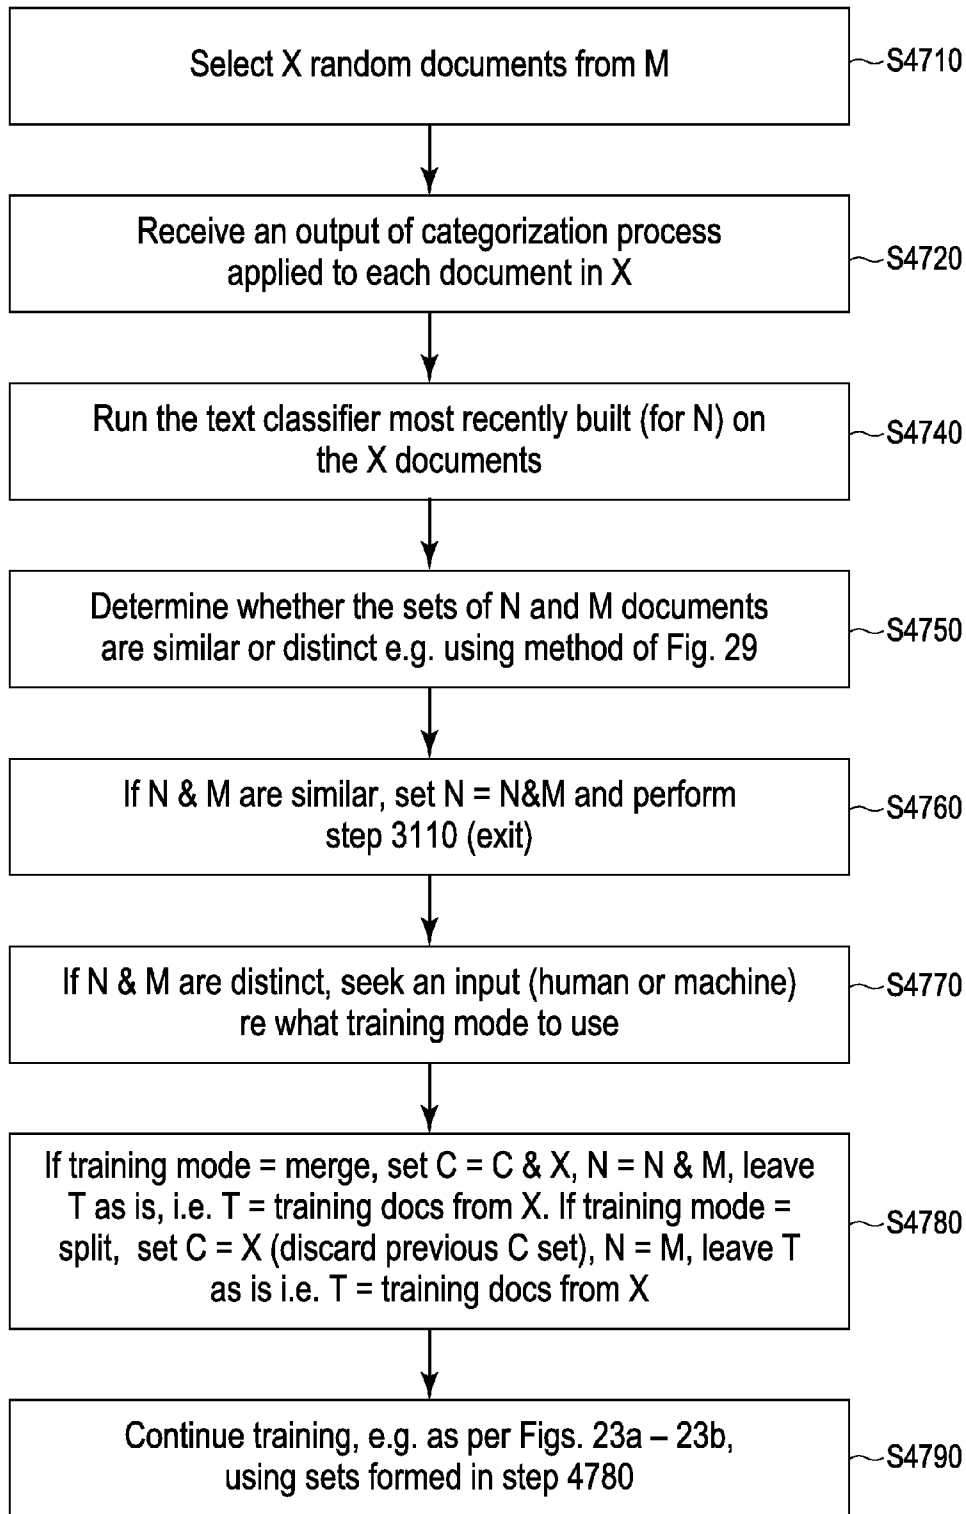 Select X random documents from M
S4710
Receive an output of categorization process
applied to each document in X
S4720
Run the text classifier most recently built (for N) on
the X documents
S4740
Determine whether the sets of N and M documents
are similar or distinct e.g. using method of Fig. 29
S4750
If N & M are similar, set N = N&M and perform
step 3110 (exit)
S4760
If N & M are distinct, seek an input (human or machine)
re what training mode to use
S4770
If training mode = merge, set C = C & X, N = N & M, leave
T as is, i.e. T = training docs from X. If training mode =
split, set C = X (discard previous C set), N = M, leave T
as is i.e. T = training docs from X
S4780
Continue training, e.g. as per Figs. 23a – 23b,
using sets formed in step 4780
S4790